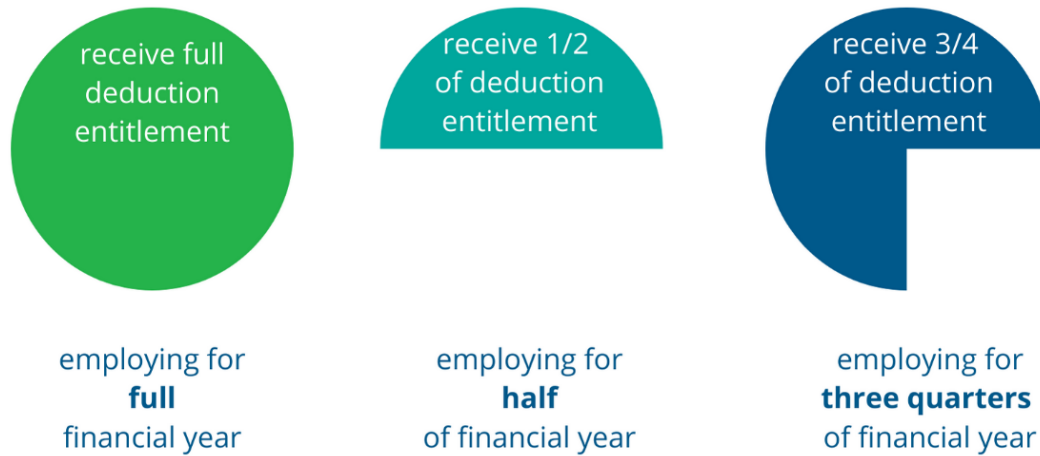 receive full
deduction
entitlement
receive 1/2
of deduction
entitlement
receive 3/4
of deduction
entitlement
employing for
full
financial year
employing for
half
of financial year
employing for
three quarters
of financial year